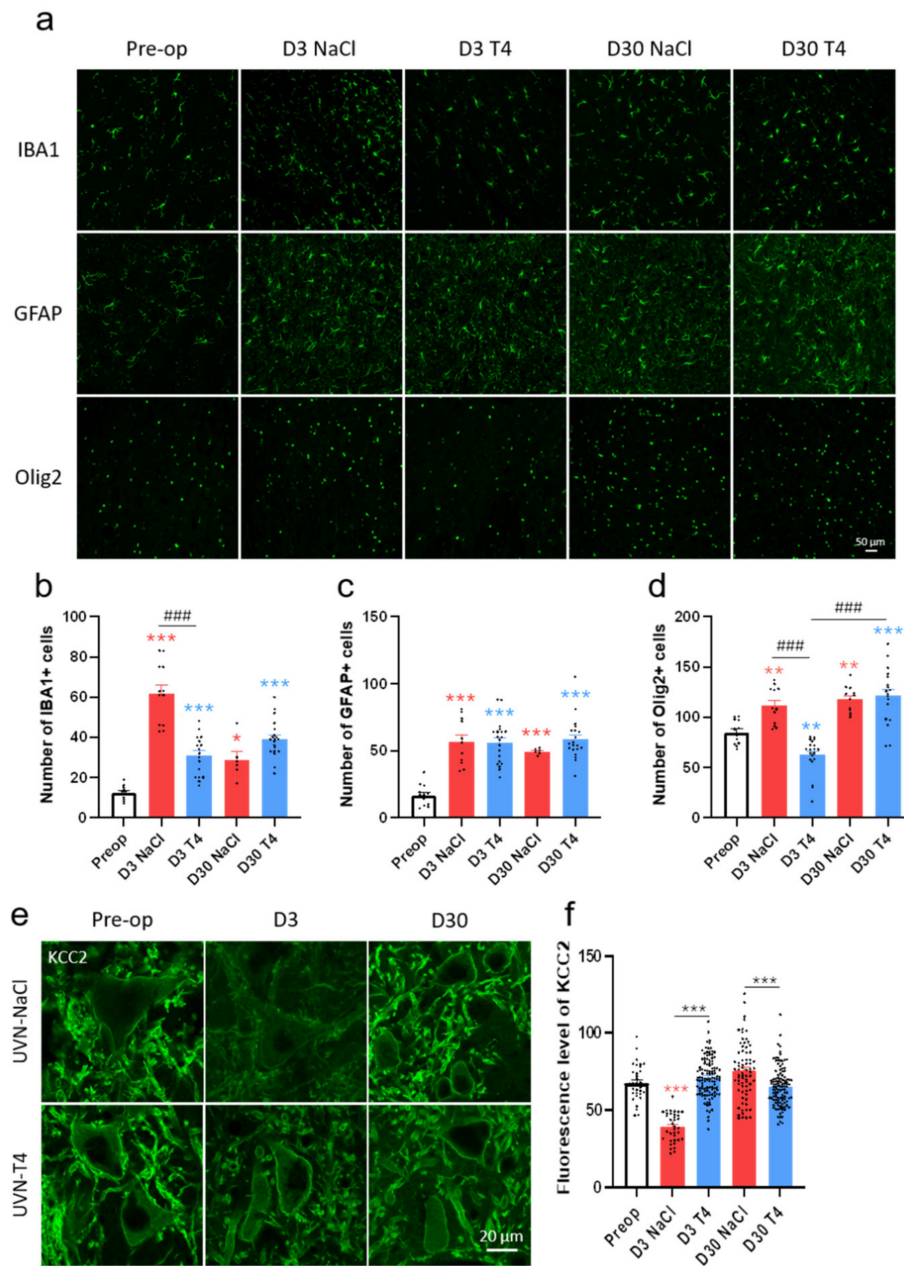 a
Pre-op D3 NaCl D3 T4 D30 NaCl D30 T4
IBA1
GFAP
Olig2
50 µm
b
Number of IBA1+ cells
100
80
60
40
20
0
***
###
***
*
***
Preop
D3 NaCl
D3 T4
D30 NaCl
D30 T4
c
Number of GFAP+ cells
150
100
50
0
***
***
***
***
Preop
D3 NaCl
D3 T4
D30 NaCl
D30 T4
d
Number of Olig2+ cells
200
150
100
50
0
**
###
**
**
###
***
Preop
D3 NaCl
D3 T4
D30 NaCl
D30 T4
e
Pre-op D3 D30
KCC2
UVN-NaCl
UVN-T4
20 µm
f
Fluorescence level of KCC2
150
100
50
0
***
***
***
Preop
D3 NaCl
D3 T4
D30 NaCl
D30 T4